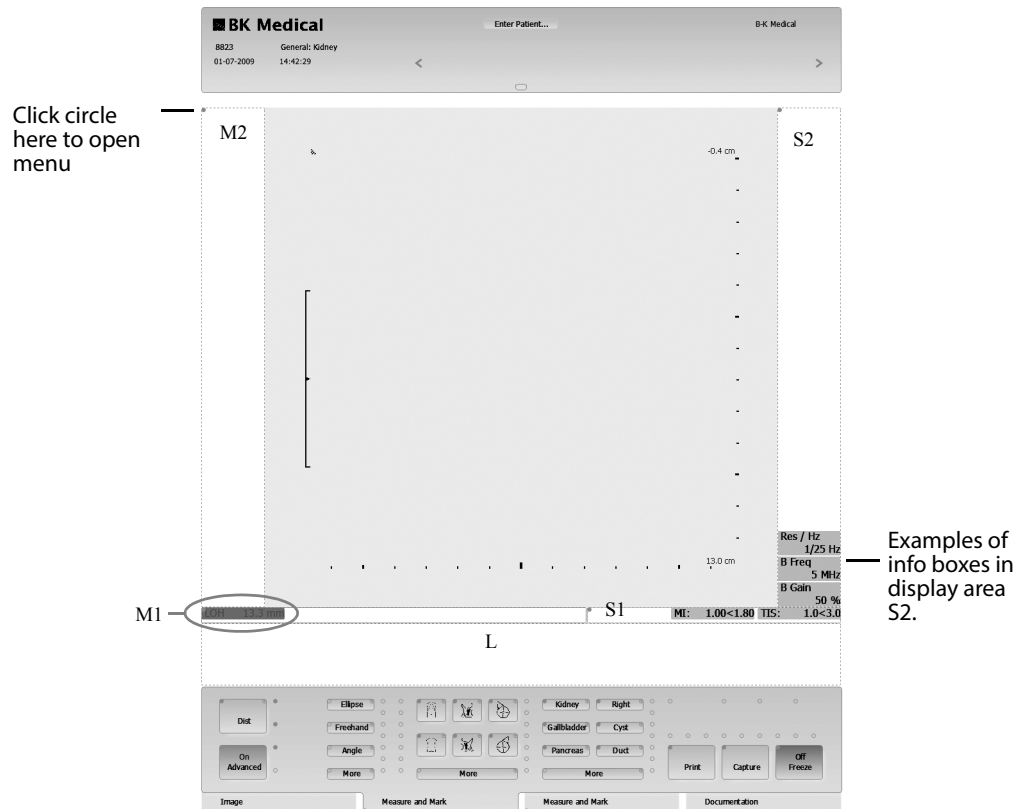 BK Medical
Enter Patient...
B-K Medical
8823 General: Kidney
01-07-2009 14:42:29
< >
Click circle
here to open
menu
M2
S2
-0.4 cm
13.0 cm
Res / Hz
1/25 Hz
B Freq
5 MHz
B Gain
50 %
Examples of
info boxes in
display area
S2.
M1
LOH 13.3 mm
S1
MI: 1.00<1.80 TIS: 1.0<3.0
L
Dist
On
Advanced
Ellipse
Freehand
Angle
More
More
Kidney Right
Gallbladder Cyst
Pancreas Duct
More
Print
Capture
Off
Freeze
Image
Measure and Mark
Measure and Mark
Documentation